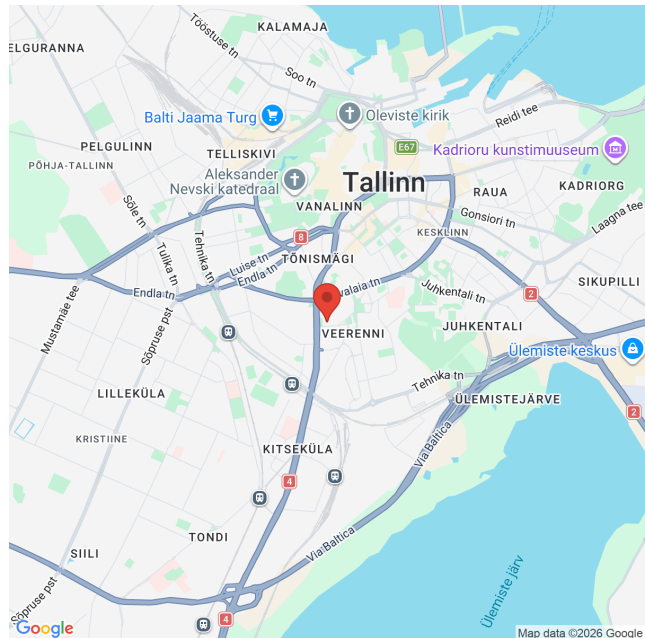 KALAMAJA
Tööstuse tn
ELGURANNA
Soo tn
Reidi tee
Balti Jaama Turg
Oleviste kirik
E67
PELGULINN
TELLISKIVI
Kadrioru kunstimuuseum
PÕHJA-TALLINN
Aleksander
Nevski katedraal
Tallinn
RAUA
KADRIORG
Sõle tn
VANALINN
Gonsiori tn
Laagna tee
Tehnika tn
Tulika tn
8
KESKLINN
Luise tn
TÕNISMÄGI
Endla tn
SIKUPILLI
Endla tn
valaia tn
Juhkentali tn
2
Mustamäe tee
Sõpruse pst
VEERENNI
JUHKENTALI
Ülemiste keskus
Tehnika tn
LILLEKÜLA
ÜLEMISTEJÄRVE
2
KRISTIINE
KITSEKÜLA
Via Baltica
4
TONDI
SIILI
Via Baltica
Sõpruse pst
Ülemiste järv
4
Google
Map data ©2026 Google